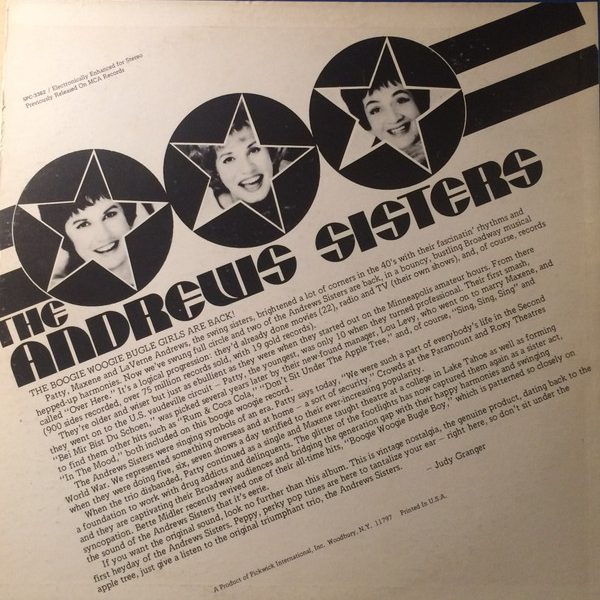 SPC-3382 / Electronically Enhanced for Stereo
Previously Released On MCA Records
THE
ANDREWS SISTERS
THE BOOGIE WOOGIE BUGLE GIRLS ARE BACK!
Patty, Maxene and LaVerne Andrews, the swing sisters, brightened a lot of corners in the 40's with their fascinatin' rhythms and
hepped-up harmonies. Now we've swung full circle and two of the Andrews Sisters are back, in a bouncy, bustling Broadway musical
called "Over Here." It's a logical progression: they'd already done movies (22), radio and TV (their own shows), and, of course, records
(900 sides recorded, over 75 million records sold, with 10 gold records).
They're older and wiser but just as ebullient as they were when they started out on the Minneapolis amateur hours. From there
they went on to the U.S. vaudeville circuit – Patty, the youngest, was only 10 when they turned professional. Their first smash,
"Bei Mir Bist Du Schoen," was picked several years later by their new-found manager, Lou Levy, who went on to marry Maxene, and
to find them other hits such as "Rum & Coca Cola," "Don't Sit Under The Apple Tree," and, of course, "Sing, Sing, Sing" and
"In The Mood," both included on this boogie woogie record.
The Andrews Sisters were singing symbols of an era. Patty says today, "We were such a part of everybody's life in the Second
World War. We represented something overseas and at home – a sort of security." Crowds at the Paramount and Roxy Theatres
when they were doing five, six, seven shows a day testified to their ever-increasing popularity.
When the trio disbanded, Patty continued as a single and Maxene taught theatre at a college in Lake Tahoe as well as forming
a foundation to work with drug addicts and delinquents. The glitter of the footlights has now captured them again as a sister act,
and they are captivating their Broadway audiences and bridging the generation gap with their happy harmonies and swinging
syncopation. Bette Midler recently revived one of their all-time hits, "Boogie Woogie Bugle Boy," which is patterned so closely on
the sound of the Andrews Sisters that it's eerie.
If you want the original sound, look no further than this album. This is vintage nostalgia, the genuine product, dating back to the
first heyday of the Andrews Sisters. Peppy, perky pop tunes are here to tantalize your ear – right here, so don't sit under the
apple tree, just give a listen to the original triumphant trio, the Andrews Sisters.
– Judy Granger
A Product of Pickwick International, Inc. Woodbury, N.Y. 11797 Printed In U.S.A.